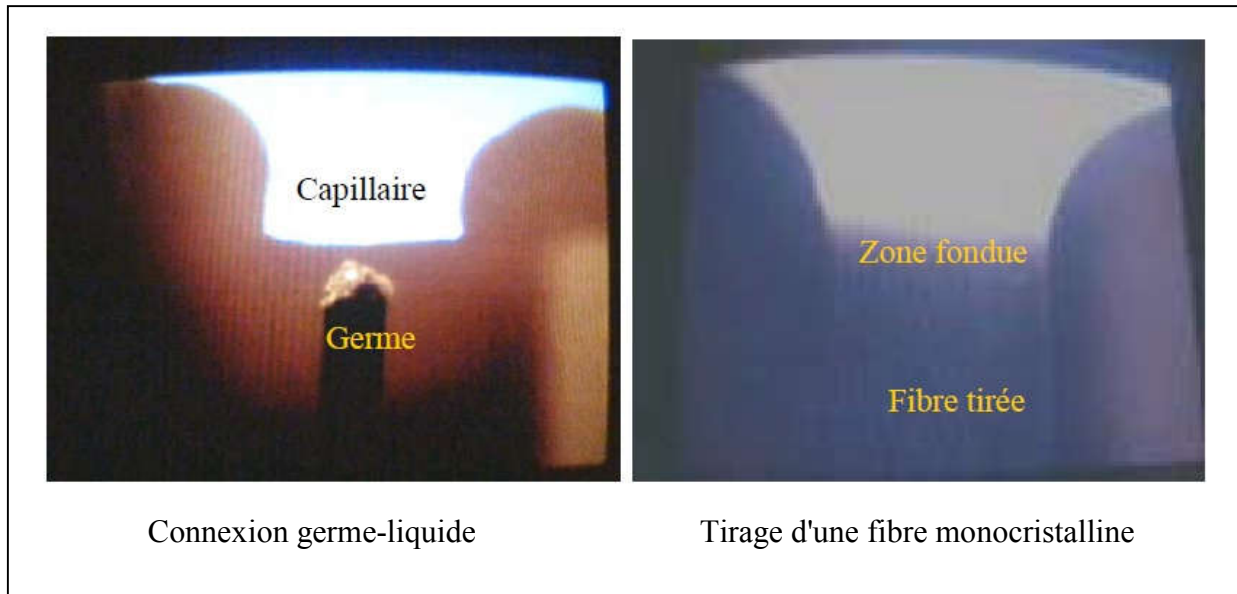 Capillaire
Germe
Zone fondue
Fibre tirée
Connexion germe-liquide
Tirage d'une fibre monocristalline